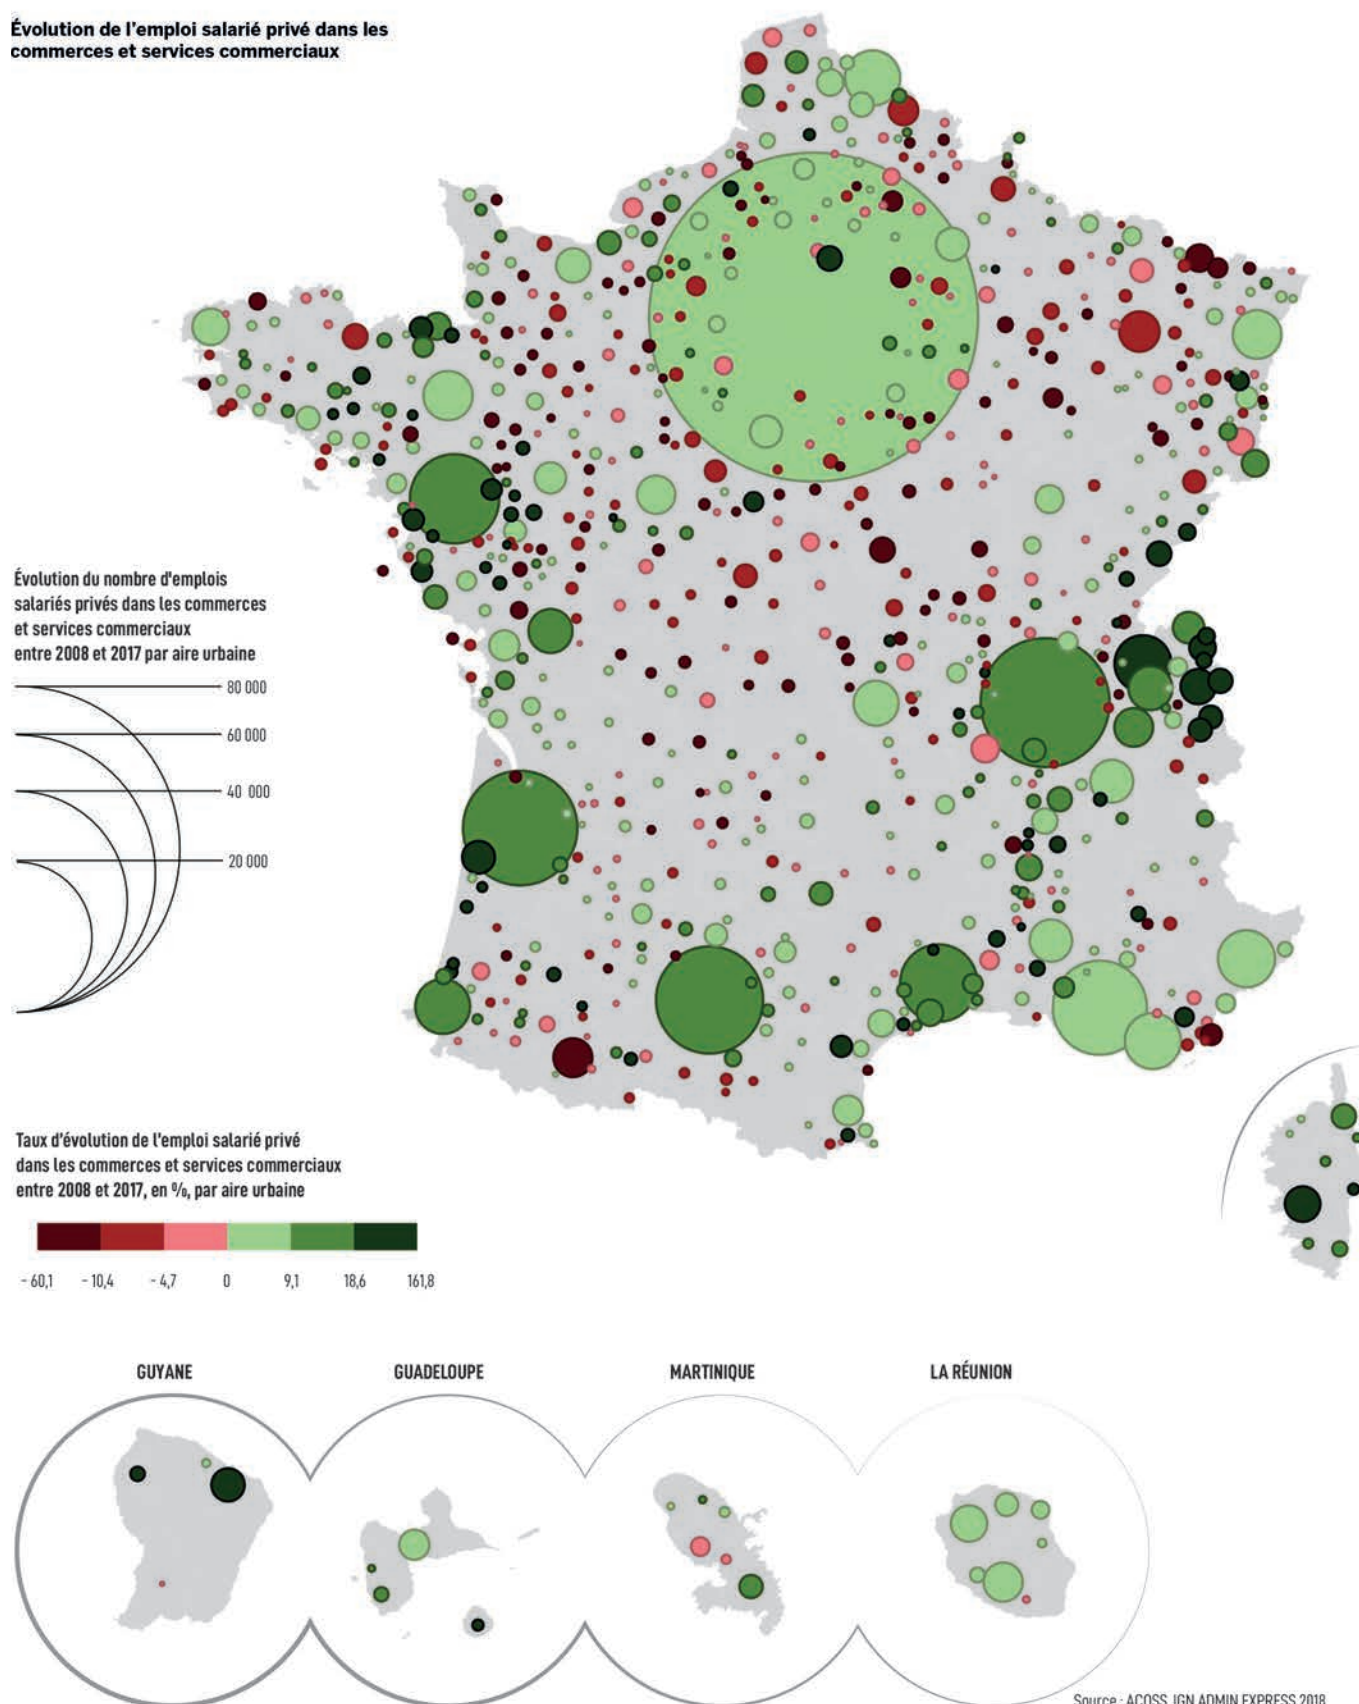 Évolution de l'emploi salarié privé dans les
commerces et services commerciaux
Évolution du nombre d'emplois
salariés privés dans les commerces
et services commerciaux
entre 2008 et 2017 par aire urbaine
80 000
60 000
40 000
20 000
Taux d'évolution de l'emploi salarié privé
dans les commerces et services commerciaux
entre 2008 et 2017, en %, par aire urbaine
- 60,1 - 10,4 - 4,7 0 9,1 18,6 161,8
GUYANE GUADELOUPE MARTINIQUE LA RÉUNION
Source : ACOSS, IGN ADMIN EXPRESS 2018